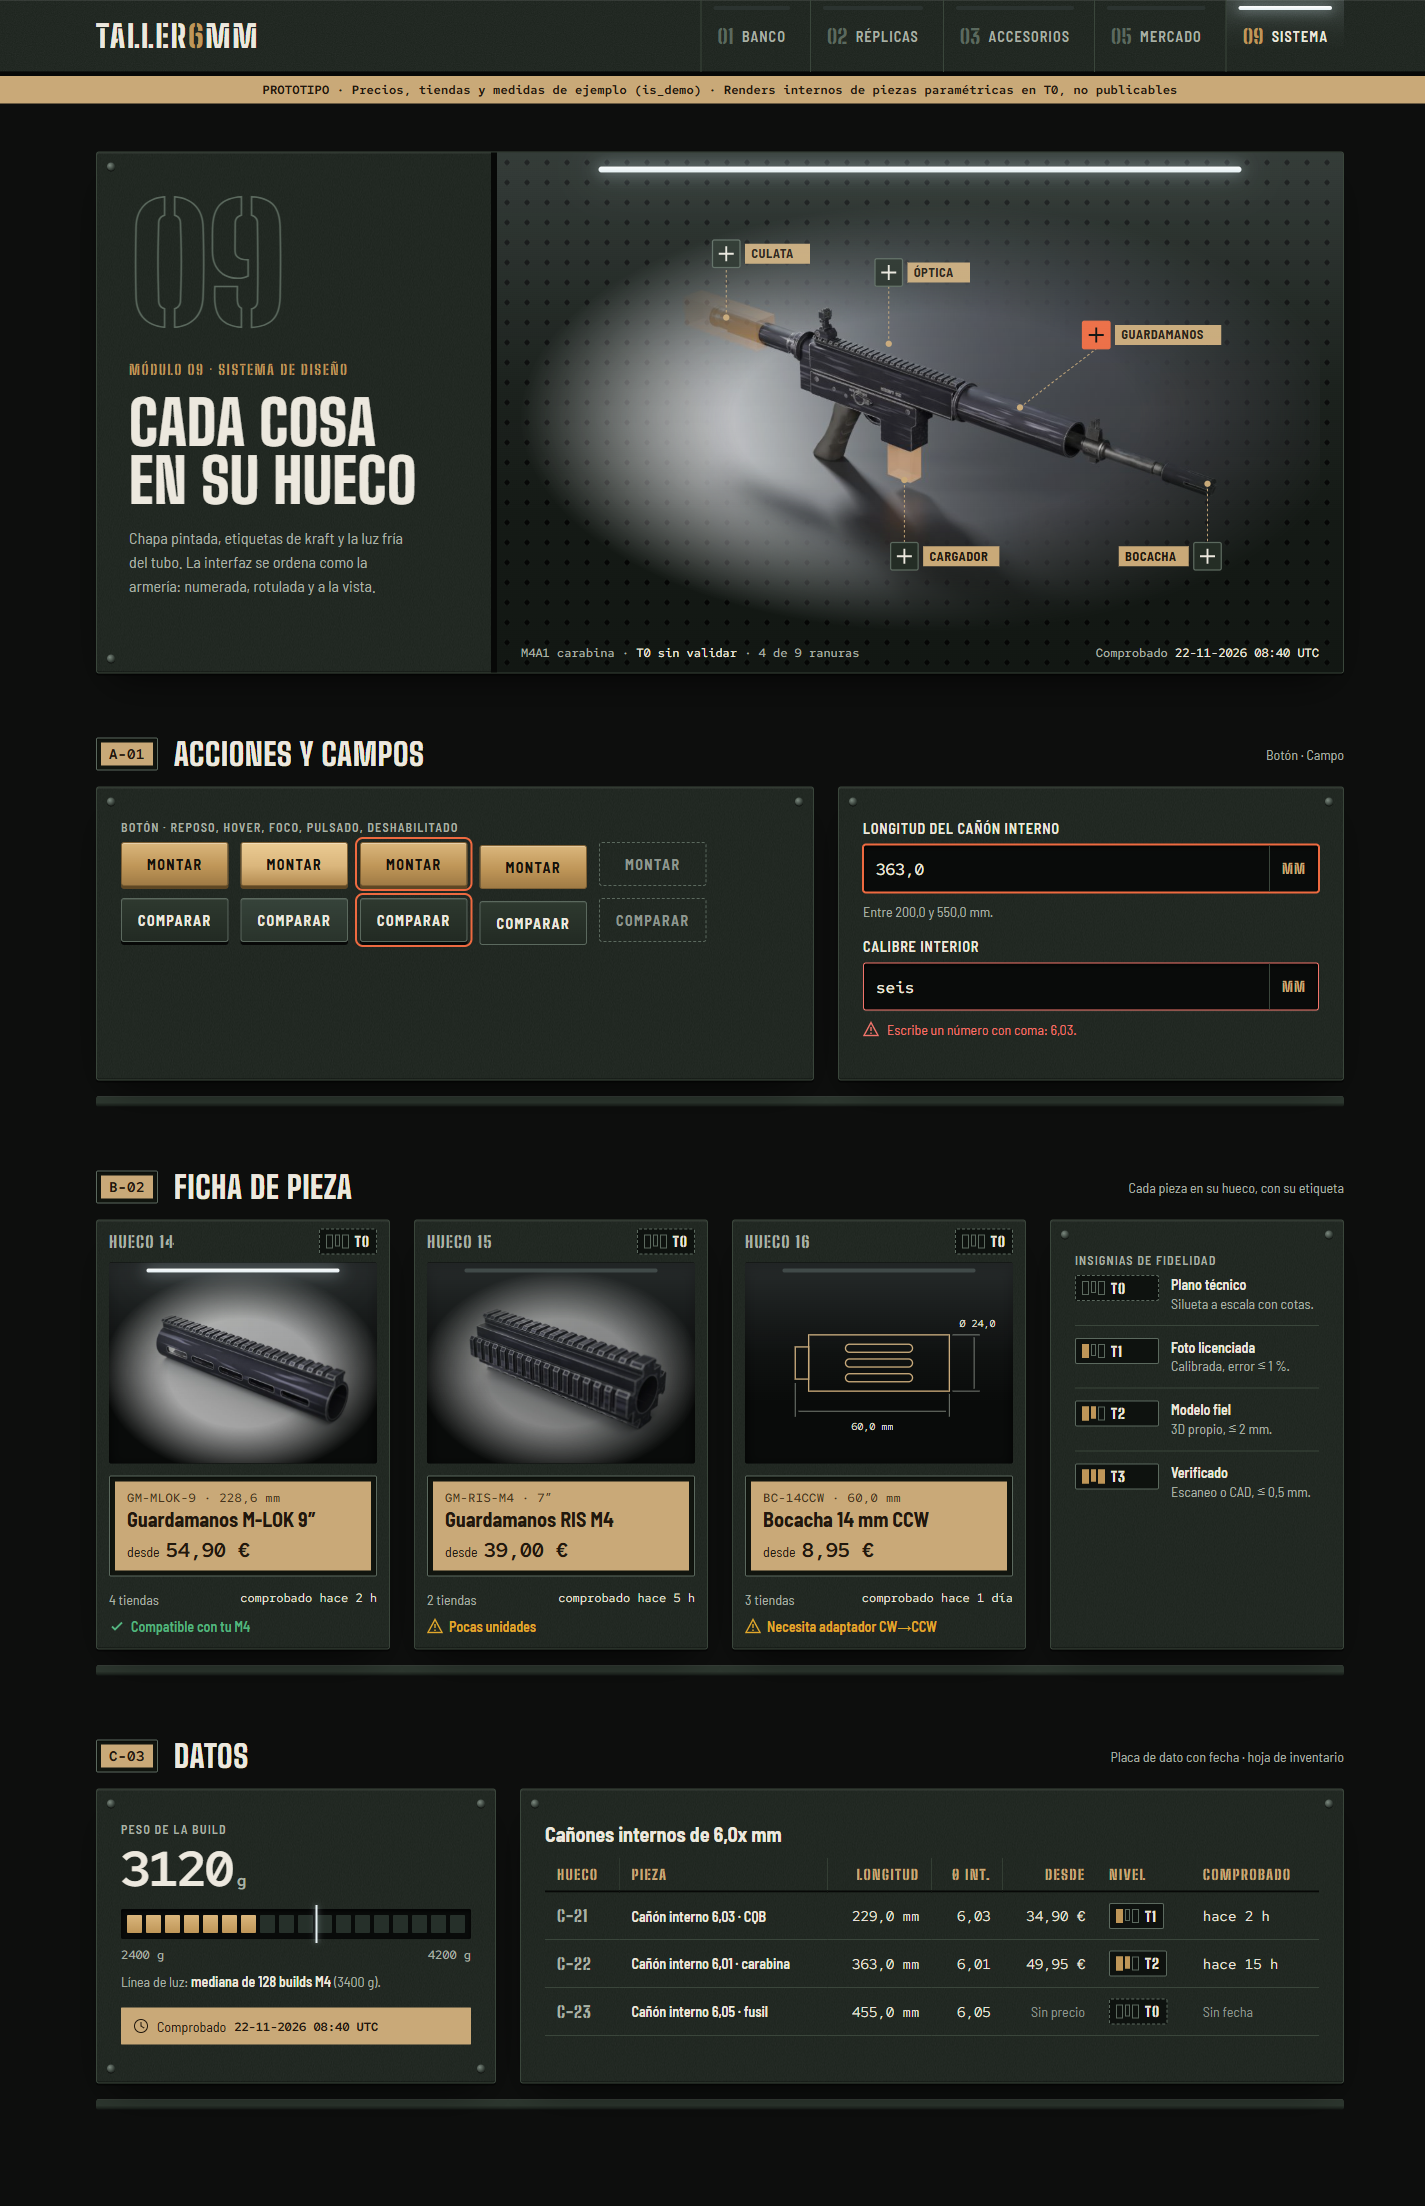 TALLER6MM
01 BANCO
02 RÉPLICAS
03 ACCESORIOS
05 MERCADO
09 SISTEMA
PROTOTIPO · Precios, tiendas y medidas de ejemplo (is_demo) · Renders internos de piezas paramétricas en T0, no publicables
09
MÓDULO 09 · SISTEMA DE DISEÑO
CADA COSA
EN SU HUECO
Chapa pintada, etiquetas de kraft y la luz fría
del tubo. La interfaz se ordena como la
armería: numerada, rotulada y a la vista.
CULATA
ÓPTICA
GUARDAMANOS
CARGADOR
BOCACHA
M4A1 carabina · T0 sin validar · 4 de 9 ranuras
Comprobado 22-11-2026 08:40 UTC
A-01
ACCIONES Y CAMPOS
Botón · Campo
BOTÓN · REPOSO, HOVER, FOCO, PULSADO, DESHABILITADO
MONTAR MONTAR MONTAR MONTAR MONTAR
COMPARAR COMPARAR COMPARAR COMPARAR COMPARAR
LONGITUD DEL CAÑÓN INTERNO
363,0 MM
Entre 200,0 y 550,0 mm.
CALIBRE INTERIOR
seis MM
Escribe un número con coma: 6,03.
B-02
FICHA DE PIEZA
Cada pieza en su hueco, con su etiqueta
HUECO 14 T0
GM-MLOK-9 · 228,6 mm
Guardamanos M-LOK 9″
desde 54,90 €
4 tiendas comprobado hace 2 h
Compatible con tu M4
HUECO 15 T0
GM-RIS-M4 · 7″
Guardamanos RIS M4
desde 39,00 €
2 tiendas comprobado hace 5 h
Pocas unidades
HUECO 16 T0
Ø 24,0
60,0 mm
BC-14CCW · 60,0 mm
Bocacha 14 mm CCW
desde 8,95 €
3 tiendas comprobado hace 1 día
Necesita adaptador CW→CCW
INSIGNIAS DE FIDELIDAD
T0 Plano técnico
Silueta a escala con cotas.
T1 Foto licenciada
Calibrada, error ≤ 1 %.
T2 Modelo fiel
3D propio, ≤ 2 mm.
T3 Verificado
Escaneo o CAD, ≤ 0,5 mm.
C-03
DATOS
Placa de dato con fecha · hoja de inventario
PESO DE LA BUILD
3120 g
2400 g 4200 g
Línea de luz: mediana de 128 builds M4 (3400 g).
Comprobado 22-11-2026 08:40 UTC
Cañones internos de 6,0x mm
HUECO PIEZA LONGITUD Ø INT. DESDE NIVEL COMPROBADO
C-21 Cañón interno 6,03 · CQB 229,0 mm 6,03 34,90 € T1 hace 2 h
C-22 Cañón interno 6,01 · carabina 363,0 mm 6,01 49,95 € T2 hace 15 h
C-23 Cañón interno 6,05 · fusil 455,0 mm 6,05 Sin precio T0 Sin fecha